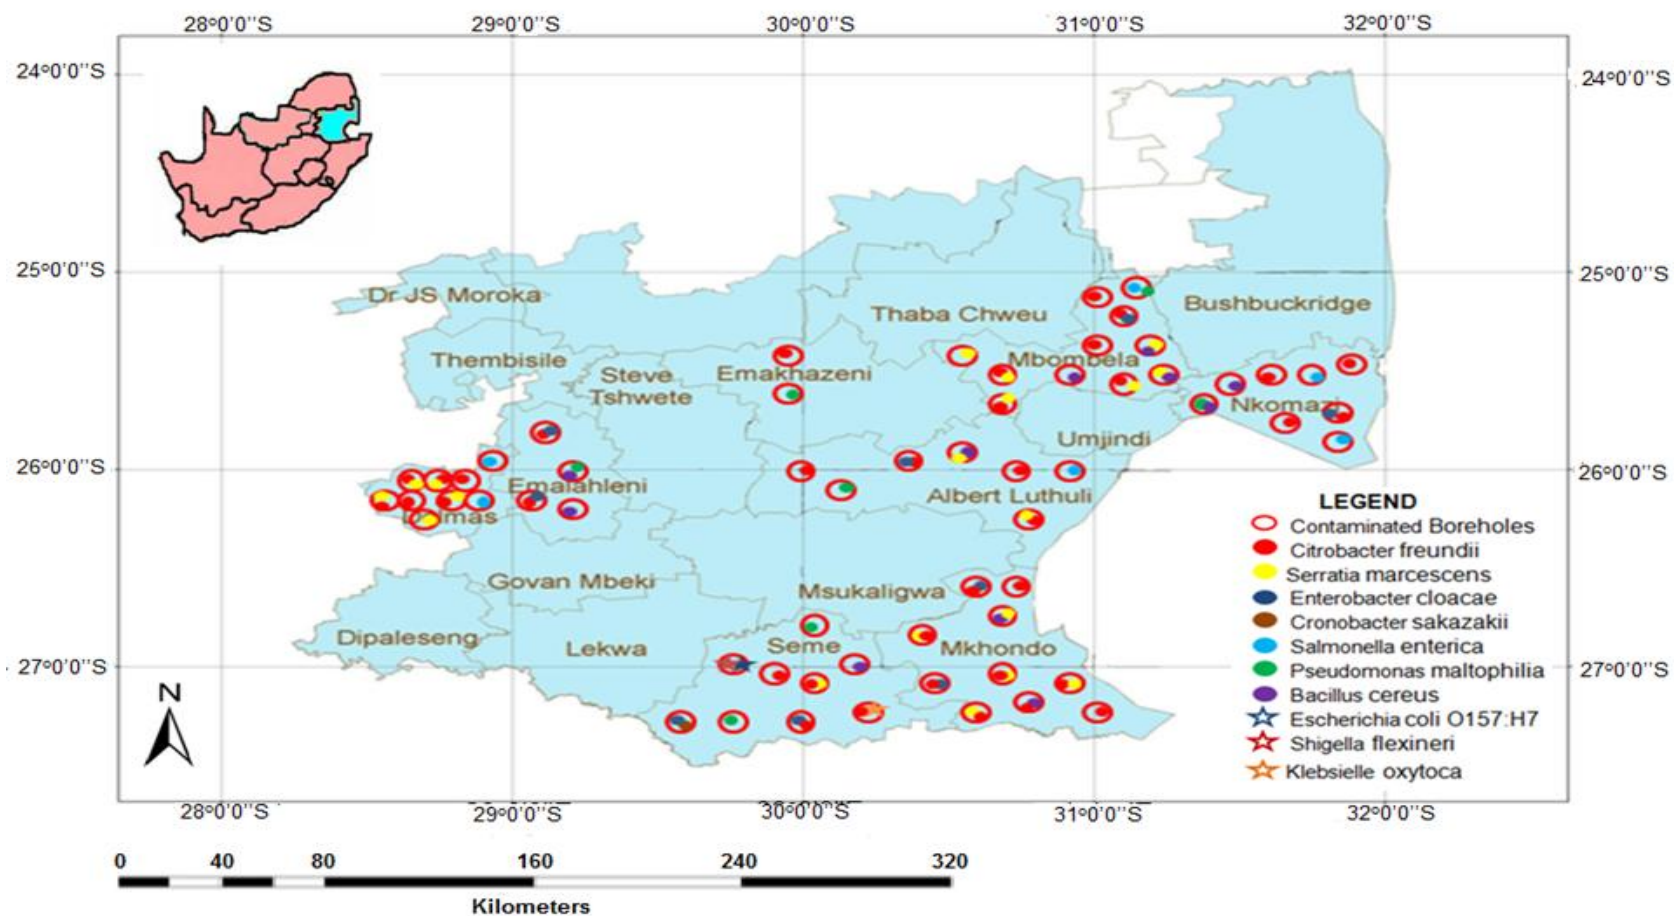 28°0'0''S 29°0'0''S 30°0'0''S 31°0'0''S 32°0'0''S
24°0'0''S 24°0'0''S
25°0'0''S 25°0'0''S
Dr JS Moroka
Bushbuckridge
Thaba Chweu
Thembisile
Mbombela
Steve
Tshwete
Emakhazeni
Nkomazi
Umjindi
26°0'0''S 26°0'0''S
Emalahleni
Albert Luthuli
Delmas
Govan Mbeki
Msukaligwa
Dipaleseng
Lekwa
Seme
Mkhondo
27°0'0''S 27°0'0''S
LEGEND
Contaminated Boreholes
Citrobacter freundii
Serratia marcescens
Enterobacter cloacae
Cronobacter sakazakii
Salmonella enterica
Pseudomonas maltophilia
Bacillus cereus
Escherichia coli O157:H7
Shigella flexineri
Klebsielle oxytoca
N
28°0'0''S 29°0'0''S 30°0'0''S 31°0'0''S 32°0'0''S
0 40 80 160 240 320
Kilometers